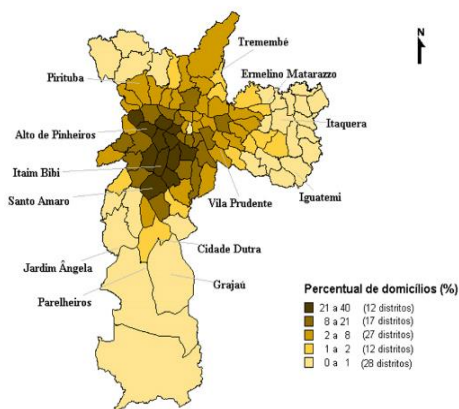 N
Tremembé
Ermelino Matarazzo
Pirituba
Itaquera
Alto de Pinheiros
Itaim Bibi
Iguatemi
Santo Amaro
Vila Prudente
Cidade Dutra
Jardim Ângela
Grajaú
Parelheiros
Percentual de domicílios (%)
21 a 40 (12 distritos)
8 a 21 (17 distritos)
2 a 8 (27 distritos)
1 a 2 (12 distritos)
0 a 1 (28 distritos)